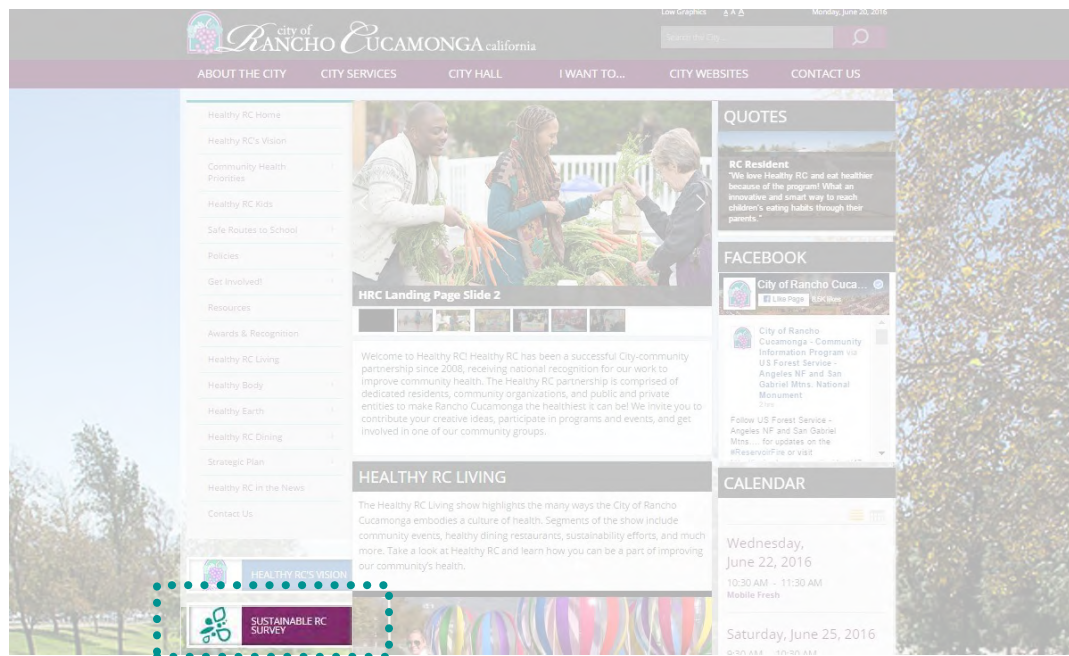 Low Graphics A A A Monday, June 20, 2016
city of
RANCHO CUCAMONGA california
Search the City...
ABOUT THE CITY CITY SERVICES CITY HALL I WANT TO... CITY WEBSITES CONTACT US
Healthy RC Home
Healthy RC's Vision
Community Health
Priorities
Healthy RC Kids
Safe Routes to School
Policies
Get Involved!
Resources
Awards & Recognition
Healthy RC Living
Healthy Body
Healthy Earth
Healthy RC Dining
Strategic Plan
Healthy RC in the News
Contact Us
HEALTHY RC'S VISION
SUSTAINABLE RC
SURVEY
HRC Landing Page Slide 2
Welcome to Healthy RC! Healthy RC has been a successful City-community
partnership since 2008, receiving national recognition for our work to
improve community health. The Healthy RC partnership is comprised of
dedicated residents, community organizations, and public and private
entities to make Rancho Cucamonga the healthiest it can be! We invite you to
contribute your creative ideas, participate in programs and events, and get
involved in one of our community groups.
HEALTHY RC LIVING
The Healthy RC Living show highlights the many ways the City of Rancho
Cucamonga embodies a culture of health. Segments of the show include
community events, healthy dining restaurants, sustainability efforts, and much
more. Take a look at Healthy RC and learn how you can be a part of improving
our community's health.
QUOTES
RC Resident
"We love Healthy RC and eat healthier
because of the program! What an
innovative and smart way to reach
children's eating habits through their
parents."
FACEBOOK
City of Rancho Cuca...
Like Page 6.5K likes
City of Rancho
Cucamonga - Community
Information Program via
US Forest Service -
Angeles NF and San
Gabriel Mtns. National
Monument
Follow US Forest Service -
Angeles NF and San Gabriel
Mtns.... for updates on the
#ReservoirFire or visit
CALENDAR
Wednesday,
June 22, 2016
10:30 AM - 11:30 AM
Mobile Fresh
Saturday, June 25, 2016
9:30 AM - 10:30 AM